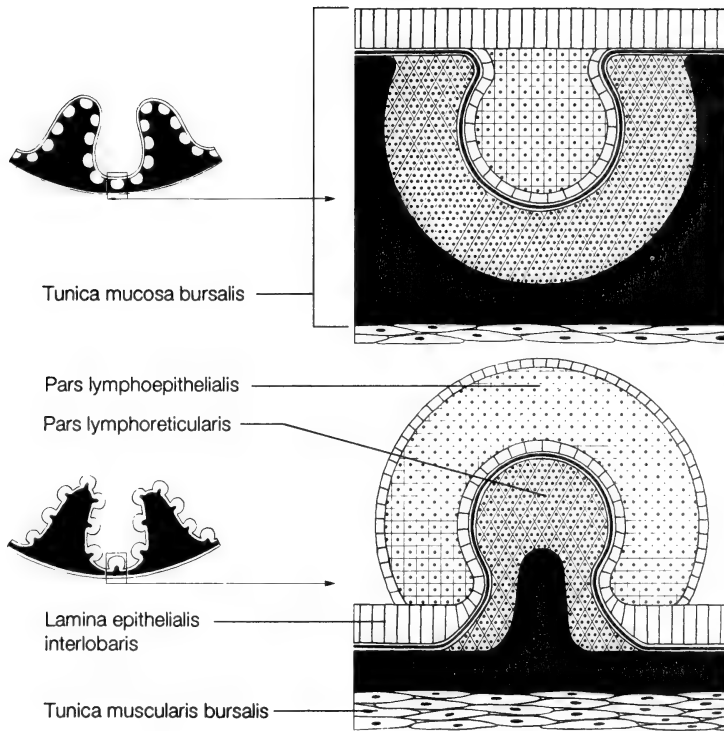 Tunica mucosa bursalis
Pars lymphoepithelialis
Pars lymphoreticularis
Lamina epithelialis
interlobaris
Tunica muscularis bursalis